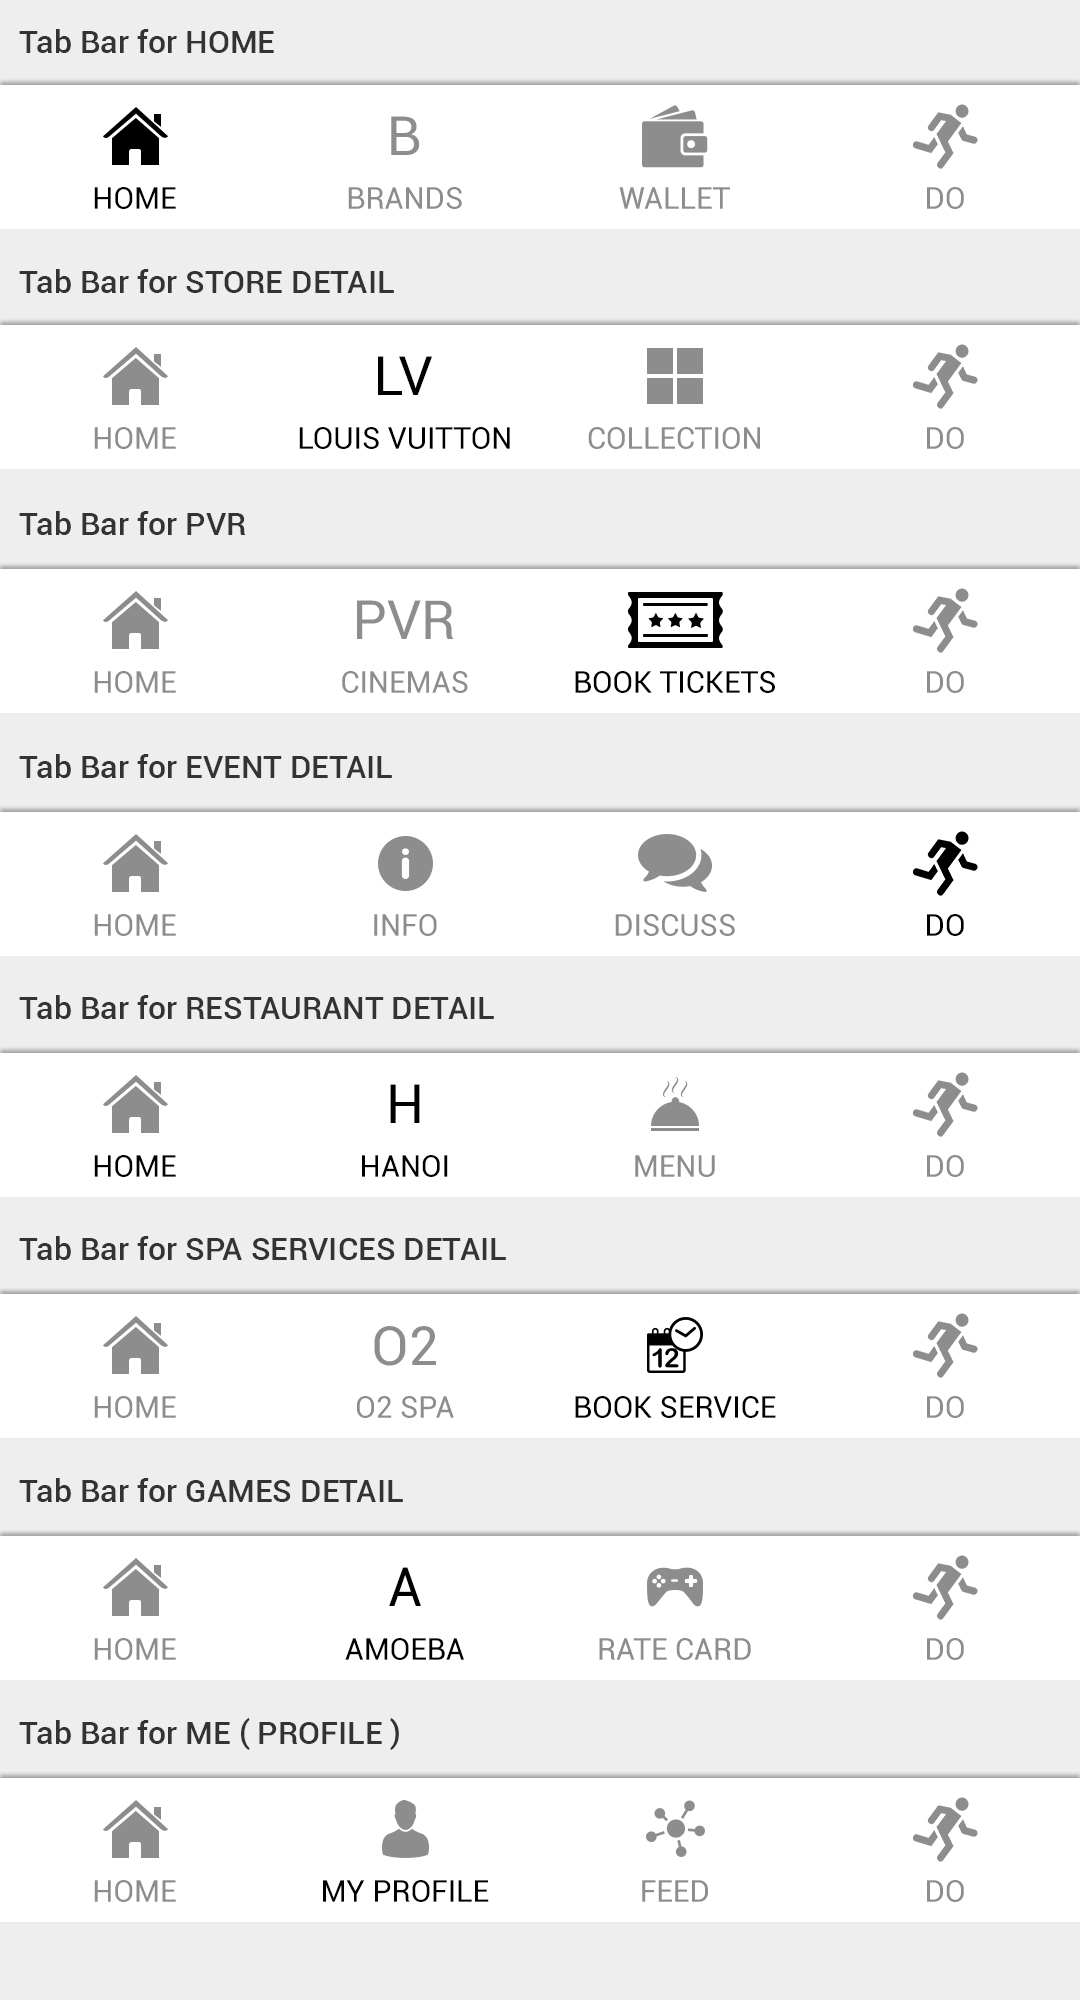 Tab Bar for HOME
B
HOME BRANDS WALLET DO
Tab Bar for STORE DETAIL
LV
HOME LOUIS VUITTON COLLECTION DO
Tab Bar for PVR
PVR
HOME CINEMAS BOOK TICKETS DO
Tab Bar for EVENT DETAIL
i
HOME INFO DISCUSS DO
Tab Bar for RESTAURANT DETAIL
H
HOME HANOI MENU DO
Tab Bar for SPA SERVICES DETAIL
O2 12
HOME O2 SPA BOOK SERVICE DO
Tab Bar for GAMES DETAIL
A
HOME AMOEBA RATE CARD DO
Tab Bar for ME ( PROFILE )
HOME MY PROFILE FEED DO